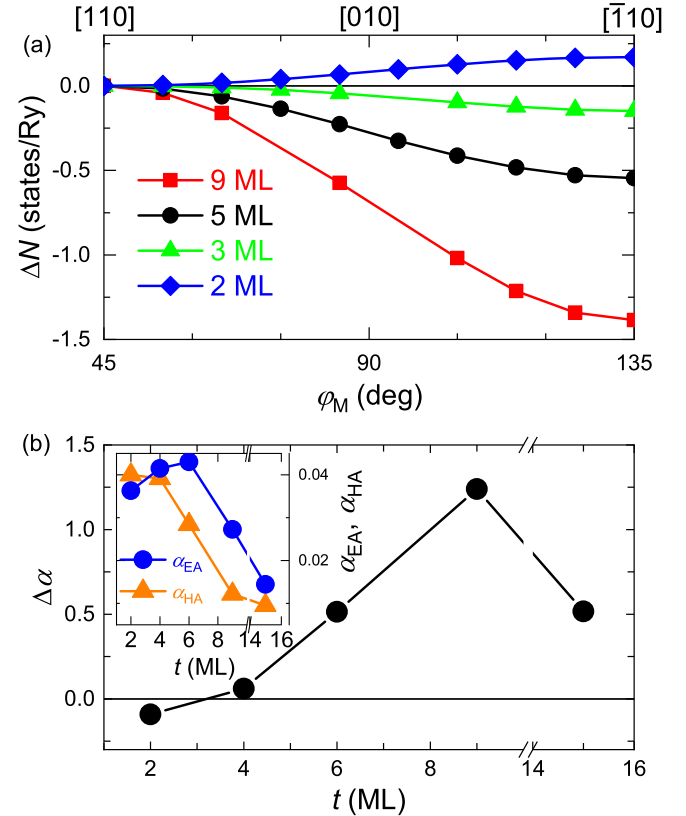 [110] [010] [1̅10]
(a)
0.0
-0.5
-1.0
-1.5
ΔN (states/Ry)
9 ML
5 ML
3 ML
2 ML
45 90 135
φM (deg)
(b)
1.5
1.0
0.5
0.0
Δα
0.04
0.02
αEA, αHA
αEA
αHA
2 4 6 8 14 16
t (ML)
2 4 6 8 14 16
t (ML)